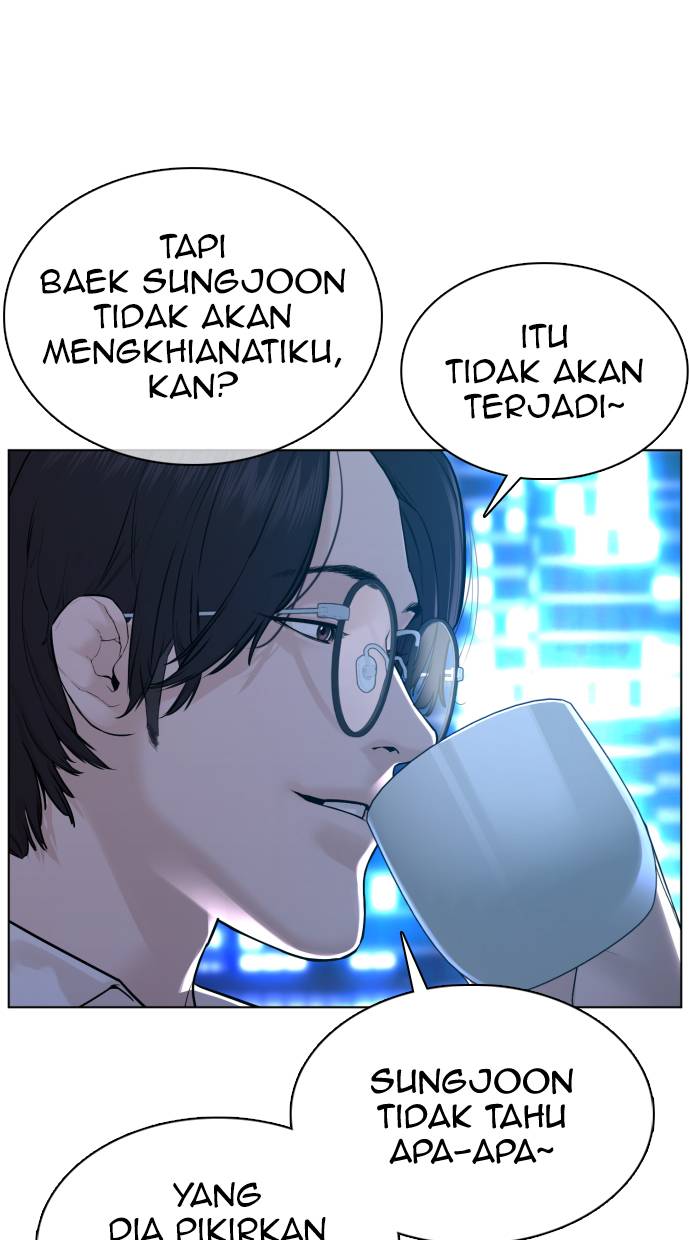 TAPI
BAEK SUNGJOON
TIDAK AKAN
MENGKHIANATIKU,
KAN?
ITU
TIDAK AKAN
TERJADI~
SUNGJOON
TIDAK TAHU
APA-APA~
YANG
DIA PIKIRKAN